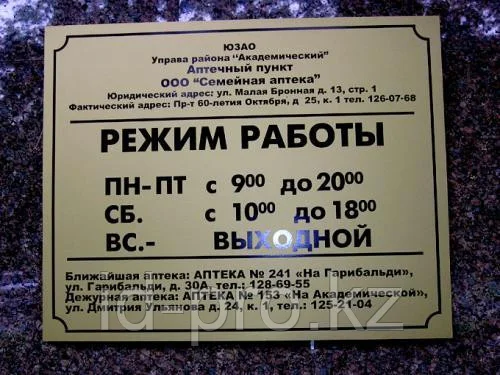 ЮЗАО
Управа района "Академический"
Аптечный пункт
ООО "Семейная аптека"
Юридический адрес: ул. Малая Бронная д. 13, стр. 1
Фактический адрес: Пр-т 60-летия Октября, д 25, к. 1 тел. 126-07-68
РЕЖИМ РАБОТЫ
ПН-ПТ с 900 до 2000
СБ. с 1000 до 1800
ВС.- ВЫХОДНОЙ
Ближайшая аптека: АПТЕКА № 241 «На Гарибальди»,
ул. Гарибальди, д. 30А, тел.: 128-69-55
Дежурная аптека: АПТЕКА № 153 «На Академической»,
ул. Дмитрия Ульянова д. 24, к. 1, тел.: 125-21-04
id-pro.kz